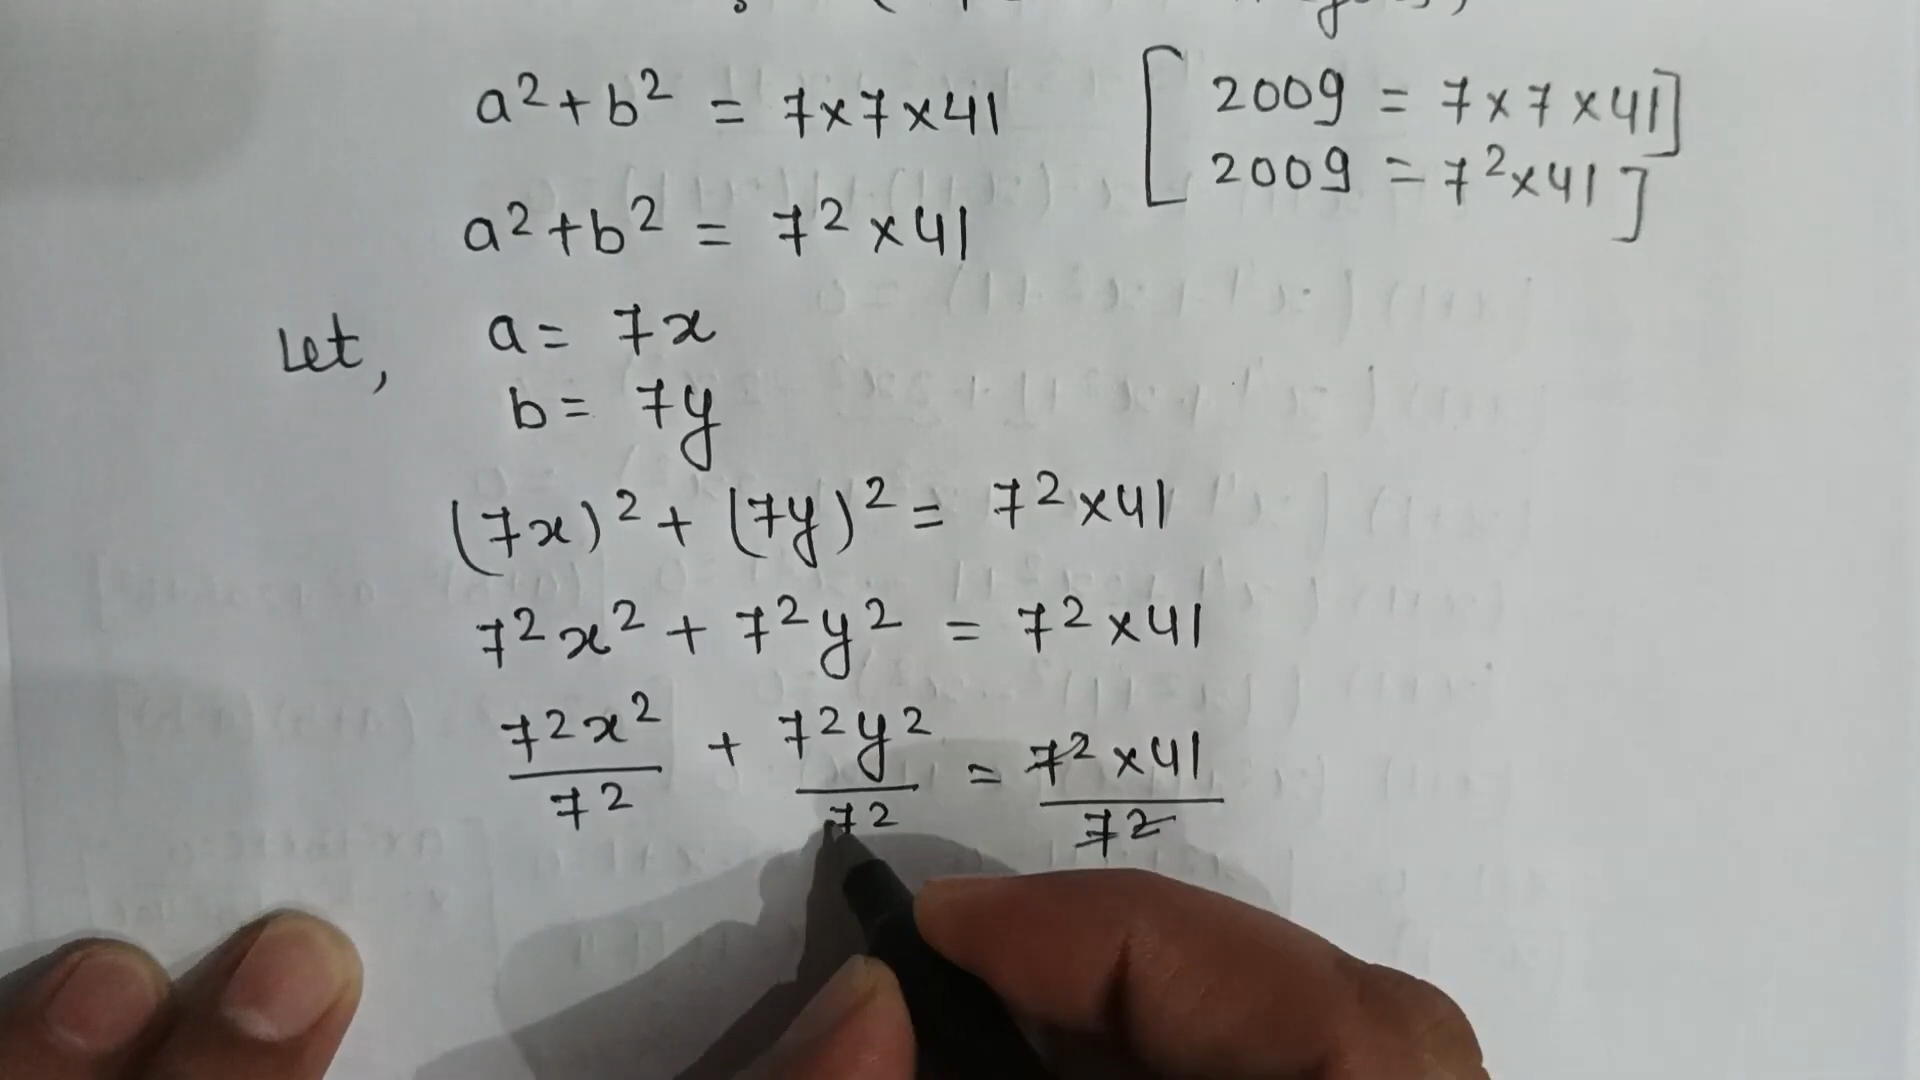 a² + b² = 7×7×41
[2009 = 7×7×41]
2009 = 7²×41]
a² + b² = 7²×41
Let, a = 7x
b = 7y
(7x)² + (7y)² = 7²×41
7²x² + 7²y² = 7²×41
7²x²/7² + 7²y²/7² = 7²×41/7²